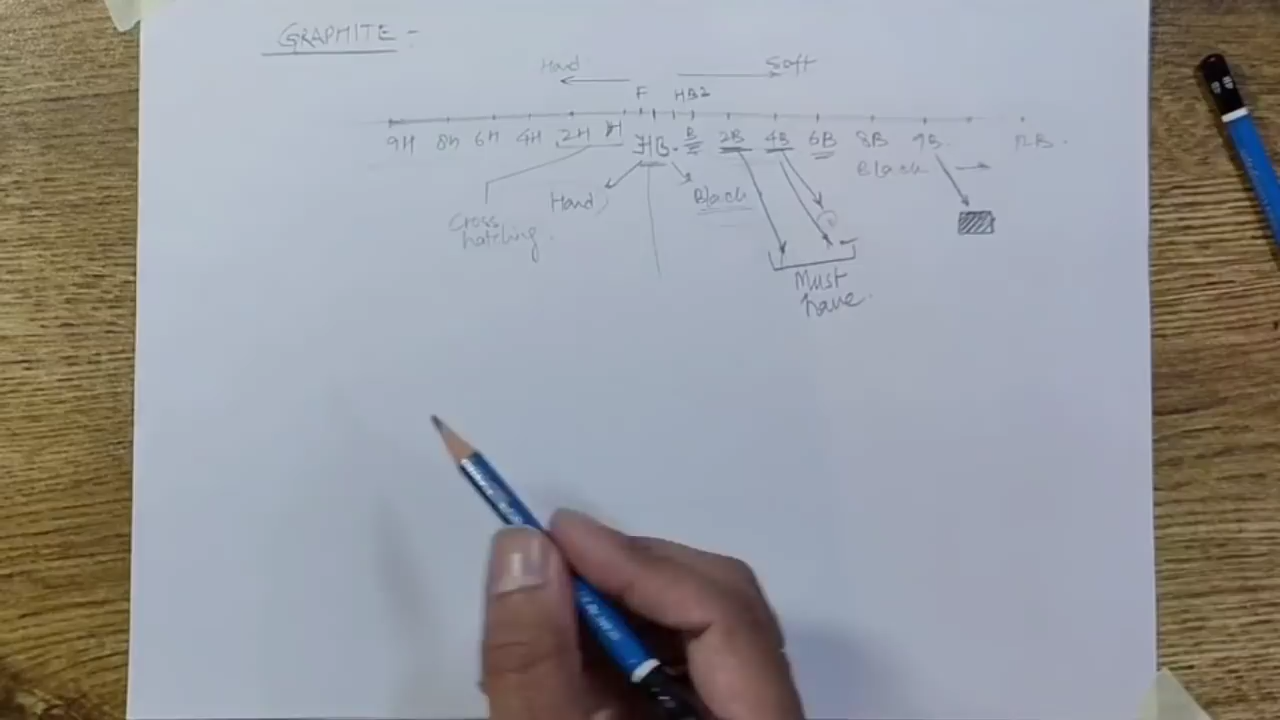 GRAPHITE -
Hard Soft
F HB2
9H 8H 6H 4H 2H H HB. B 2B 4B 6B 8B 9B. 12B.
Black
Hard Black
Cross
hatching.
Must
have.